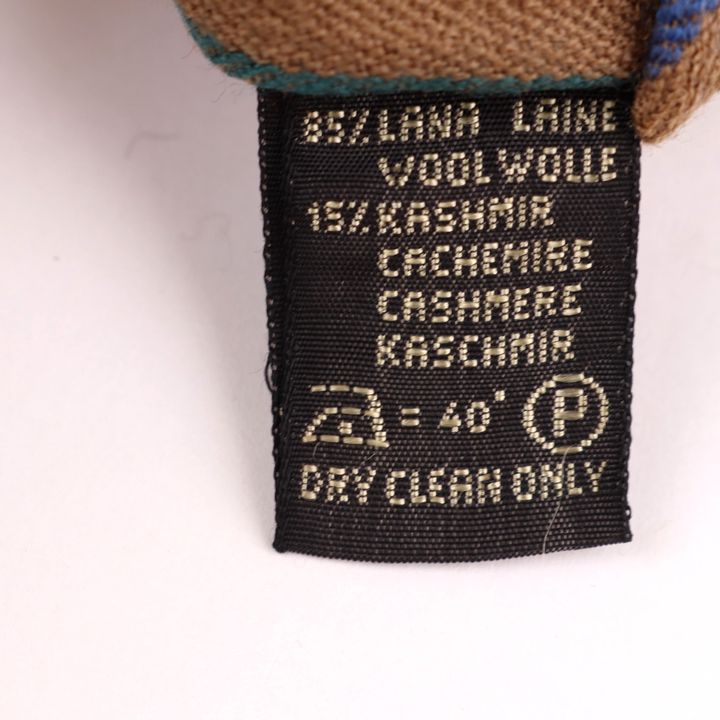 85% LANA LAINE
WOOL WOLLE
15% KASHMIR
CACHEMIRE
CASHMERE
KASCHMIR
= 40° P
DRY CLEAN ONLY